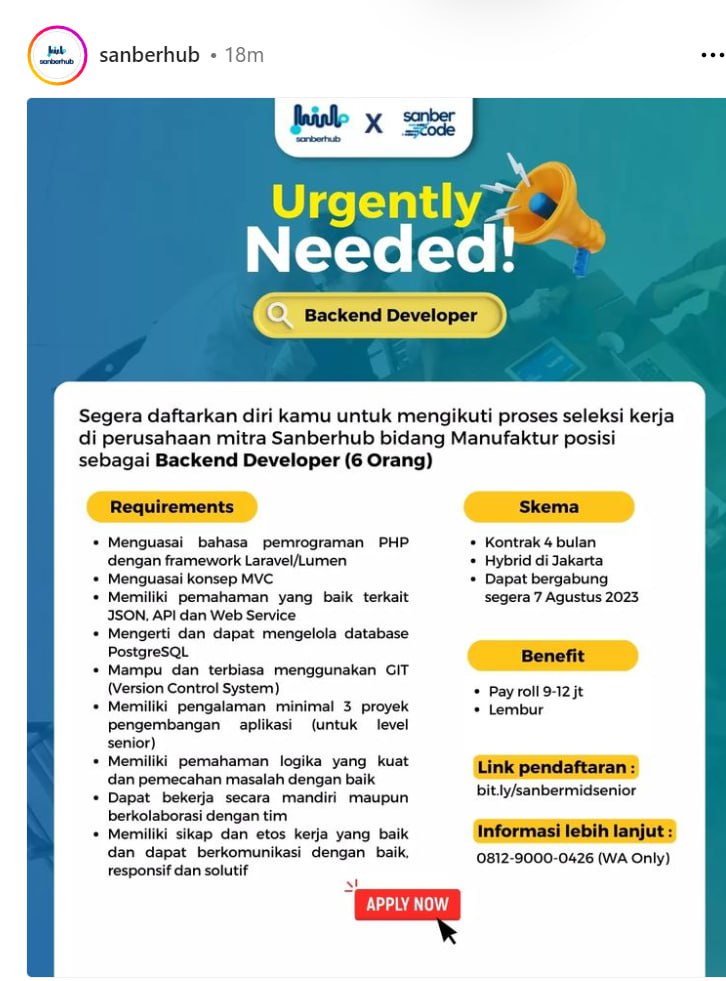 sanberhub • 18m
sanberhub
sanberhub
X
sanber
code
Urgently
Needed!
Backend Developer
Segera daftarkan diri kamu untuk mengikuti proses seleksi kerja
di perusahaan mitra Sanberhub bidang Manufaktur posisi
sebagai Backend Developer (6 Orang)
Requirements
• Menguasai bahasa pemrograman PHP
dengan framework Laravel/Lumen
• Menguasai konsep MVC
• Memiliki pemahaman yang baik terkait
JSON, API dan Web Service
• Mengerti dan dapat mengelola database
PostgreSQL
• Mampu dan terbiasa menggunakan GIT
(Version Control System)
• Memiliki pengalaman minimal 3 proyek
pengembangan aplikasi (untuk level
senior)
• Memiliki pemahaman logika yang kuat
dan pemecahan masalah dengan baik
• Dapat bekerja secara mandiri maupun
berkolaborasi dengan tim
• Memiliki sikap dan etos kerja yang baik
dan dapat berkomunikasi dengan baik,
responsif dan solutif
Skema
• Kontrak 4 bulan
• Hybrid di Jakarta
• Dapat bergabung
segera 7 Agustus 2023
Benefit
• Pay roll 9-12 jt
• Lembur
Link pendaftaran :
bit.ly/sanbermidsenior
Informasi lebih lanjut :
0812-9000-0426 (WA Only)
APPLY NOW